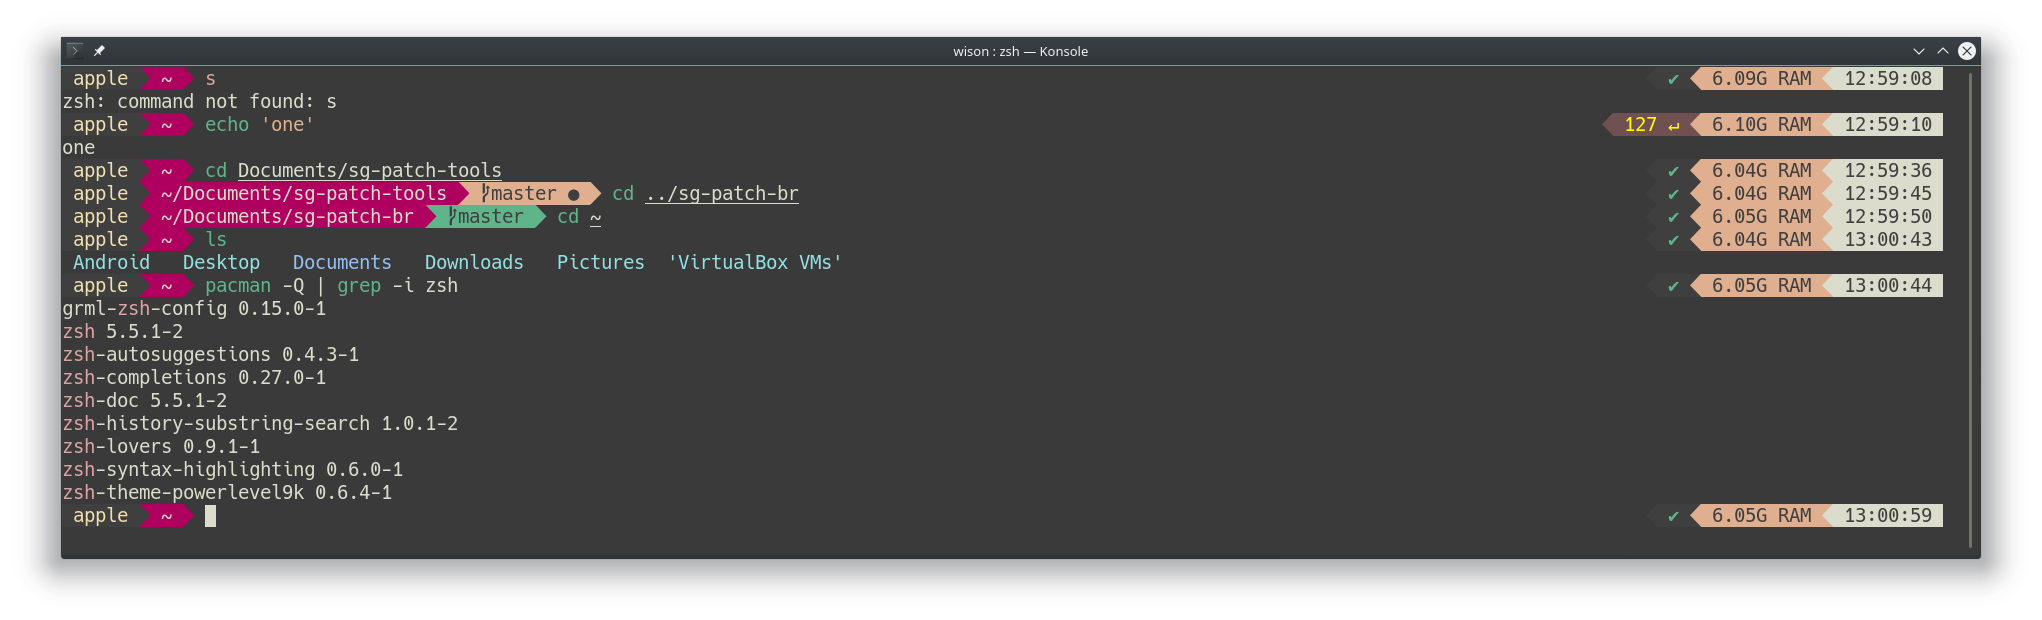 wison : zsh — Konsole
apple ~ s ✔ 6.09G RAM 12:59:08
zsh: command not found: s
apple ~ echo 'one' 127 ↵ 6.10G RAM 12:59:10
one
apple ~ cd Documents/sg-patch-tools ✔ 6.04G RAM 12:59:36
apple ~/Documents/sg-patch-tools master ● cd ../sg-patch-br ✔ 6.04G RAM 12:59:45
apple ~/Documents/sg-patch-br master cd ~ ✔ 6.05G RAM 12:59:50
apple ~ ls ✔ 6.04G RAM 13:00:43
Android Desktop Documents Downloads Pictures 'VirtualBox VMs'
apple ~ pacman -Q | grep -i zsh ✔ 6.05G RAM 13:00:44
grml-zsh-config 0.15.0-1
zsh 5.5.1-2
zsh-autosuggestions 0.4.3-1
zsh-completions 0.27.0-1
zsh-doc 5.5.1-2
zsh-history-substring-search 1.0.1-2
zsh-lovers 0.9.1-1
zsh-syntax-highlighting 0.6.0-1
zsh-theme-powerlevel9k 0.6.4-1
apple ~ ✔ 6.05G RAM 13:00:59